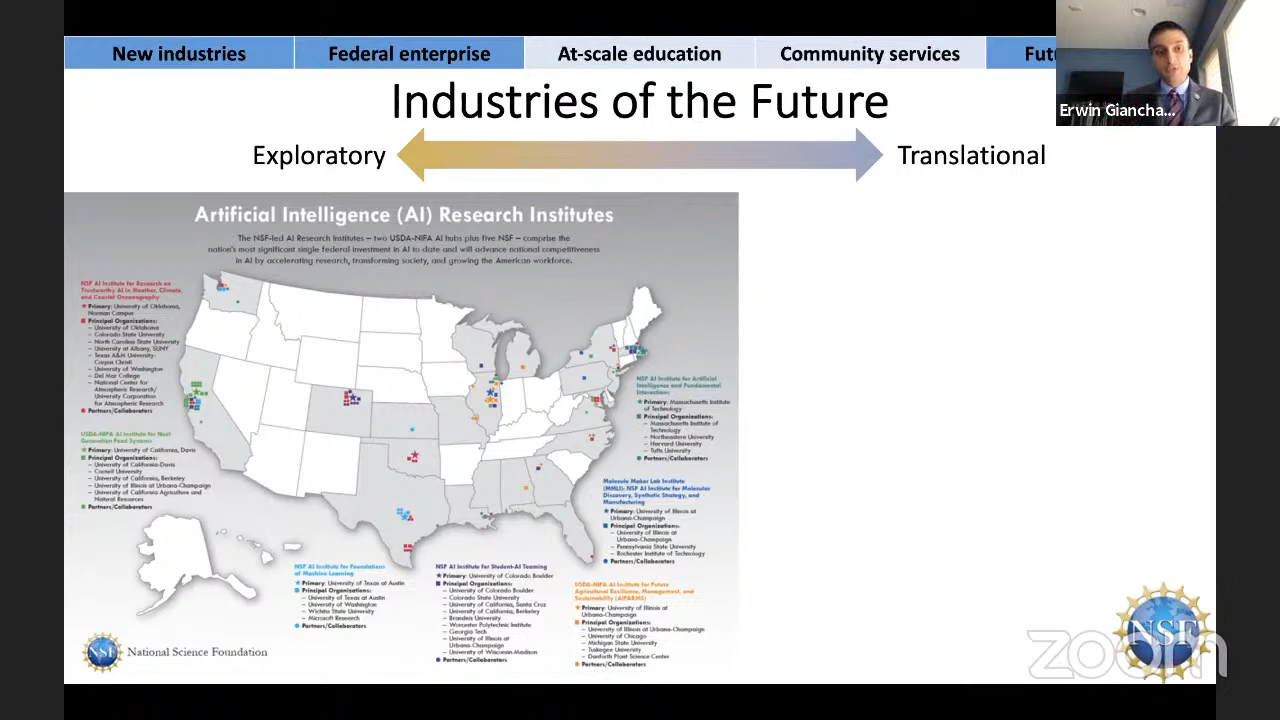 New industries
Federal enterprise
At-scale education
Community services
Futu
Erwin Giancha...
Industries of the Future
Exploratory
Translational
Artificial Intelligence (AI) Research Institutes
The NSF-led AI Research Institutes – two USDA-NIFA AI hubs plus five NSF – comprise the
nation's most significant single federal investment in AI to date and will advance national competitiveness
in AI by accelerating research, transforming society, and growing the American workforce.
NSF AI Institute for Research on
Trustworthy AI in Weather, Climate,
and Coastal Oceanography
Primary: University of Oklahoma,
Norman Campus
Principal Organizations:
– University of Oklahoma
– Colorado State University
– North Carolina State University
– University at Albany, SUNY
– Texas A&M University-
Corpus Christi
– University of Washington
– Del Mar College
– National Center for
Atmospheric Research/
University Corporation
for Atmospheric Research
Partners/Collaborators
USDA-NIFA AI Institute for Next
Generation Food Systems
Primary: University of California, Davis
Principal Organizations:
– University of California-Davis
– Cornell University
– University of California, Berkeley
– University of Illinois at Urbana-Champaign
– University of California Agriculture and
Natural Resources
Partners/Collaborators
NSF AI Institute for Artificial
Intelligence and Fundamental
Interactions
Primary: Massachusetts Institute
of Technology
Principal Organizations:
– Massachusetts Institute of
Technology
– Northeastern University
– Harvard University
– Tufts University
Partners/Collaborators
Molecule Maker Lab Institute
(MMLI): NSF AI Institute for Molecular
Discovery, Synthetic Strategy, and
Manufacturing
Primary: University of Illinois at
Urbana-Champaign
Principal Organizations:
– University of Illinois at
Urbana-Champaign
– Pennsylvania State University
– Rochester Institute of Technology
Partners/Collaborators
NSF AI Institute for Foundations
of Machine Learning
Primary: University of Texas at Austin
Principal Organizations:
– University of Texas at Austin
– University of Washington
– Wichita State University
– Microsoft Research
Partners/Collaborators
NSF AI Institute for Student-AI Teaming
Primary: University of Colorado Boulder
Principal Organizations:
– University of Colorado Boulder
– Colorado State University
– University of California, Santa Cruz
– University of California, Berkeley
– Brandeis University
– Worcester Polytechnic Institute
– Georgia Tech
– University of Illinois at
Urbana-Champaign
– University of Wisconsin-Madison
Partners/Collaborators
USDA-NIFA AI Institute for Future
Agricultural Resilience, Management, and
Sustainability (AIFARMS)
Primary: University of Illinois at
Urbana-Champaign
Principal Organizations:
– University of Illinois at Urbana-Champaign
– University of Chicago
– Michigan State University
– Tuskegee University
– Danforth Plant Science Center
Partners/Collaborators
NSF
National Science Foundation
NSF
zoom